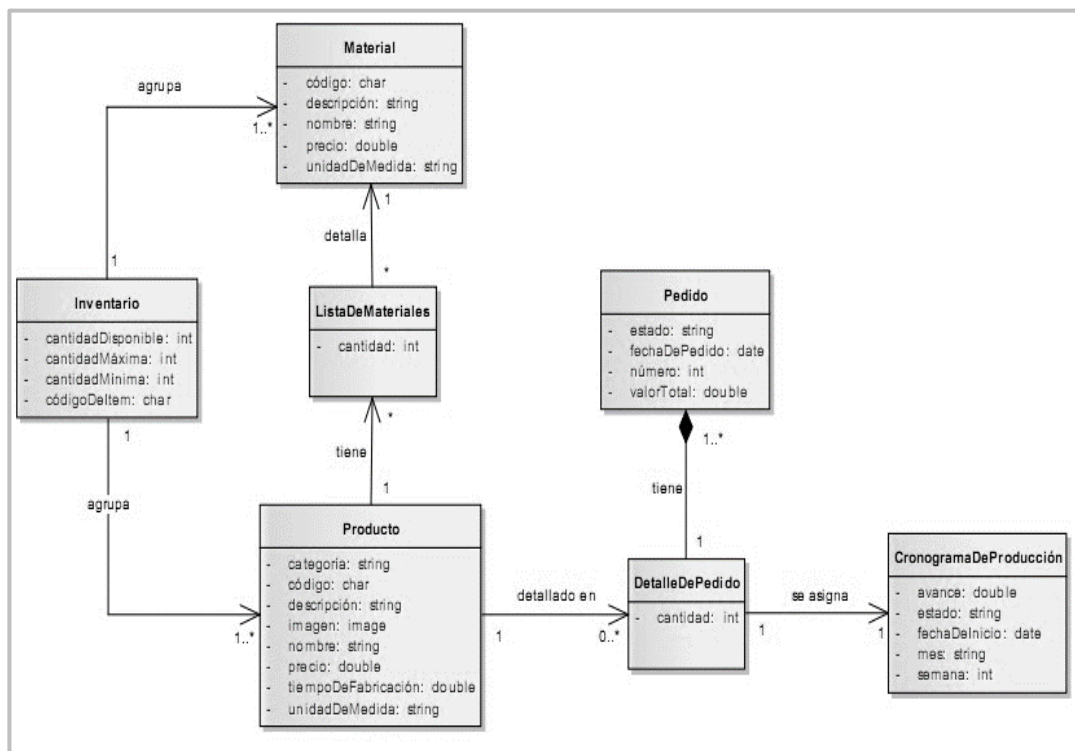 Material
- código: char
- descripción: string
- nombre: string
- precio: double
- unidadDeMedida: string
agrupa
1..*
1
detalla
*
1
Inventario
- cantidadDisponible: int
- cantidadMáxima: int
- cantidadMínima: int
- códigoDeItem: char
ListaDeMateriales
- cantidad: int
Pedido
- estado: string
- fechaDePedido: date
- número: int
- valorTotal: double
1
*
1..*
tiene
tiene
agrupa
1
1
Producto
- categoría: string
- código: char
- descripción: string
- imagen: image
- nombre: string
- precio: double
- tiempoDeFabricación: double
- unidadDeMedida: string
1..*
detallado en
1
0..*
DetalleDePedido
- cantidad: int
se asigna
1
1
CronogramaDeProducción
- avance: double
- estado: string
- fechaDeInicio: date
- mes: string
- semana: int